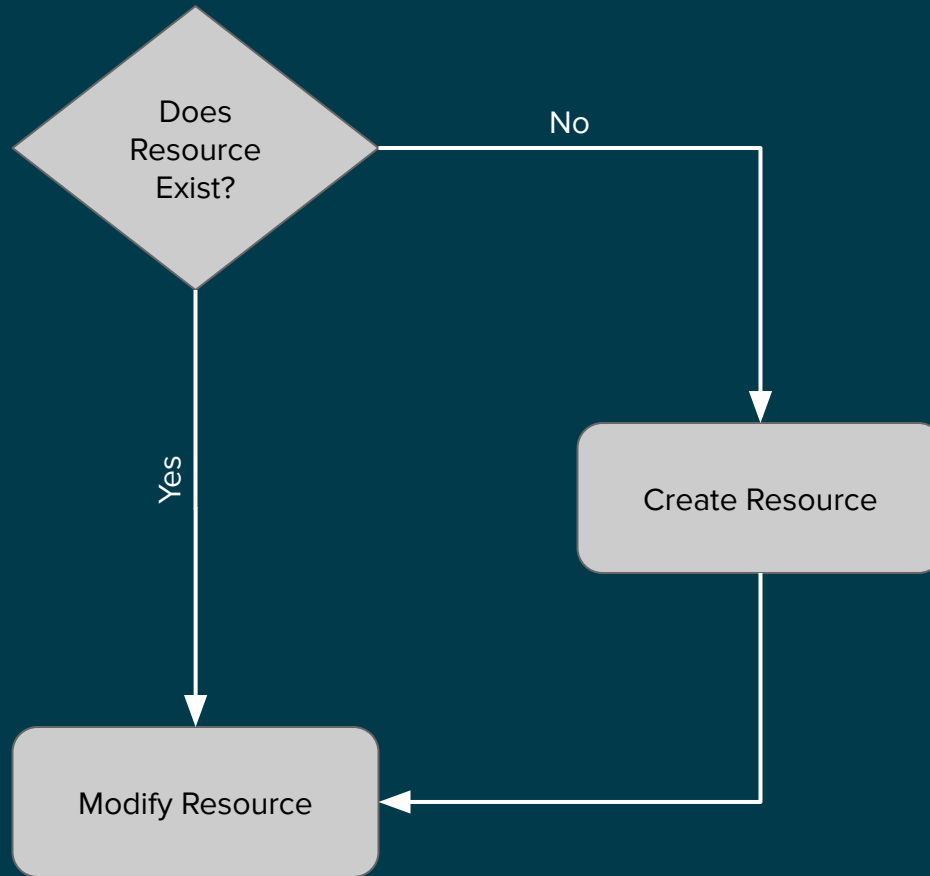 Does
Resource
Exist?
No
Yes
Create Resource
Modify Resource